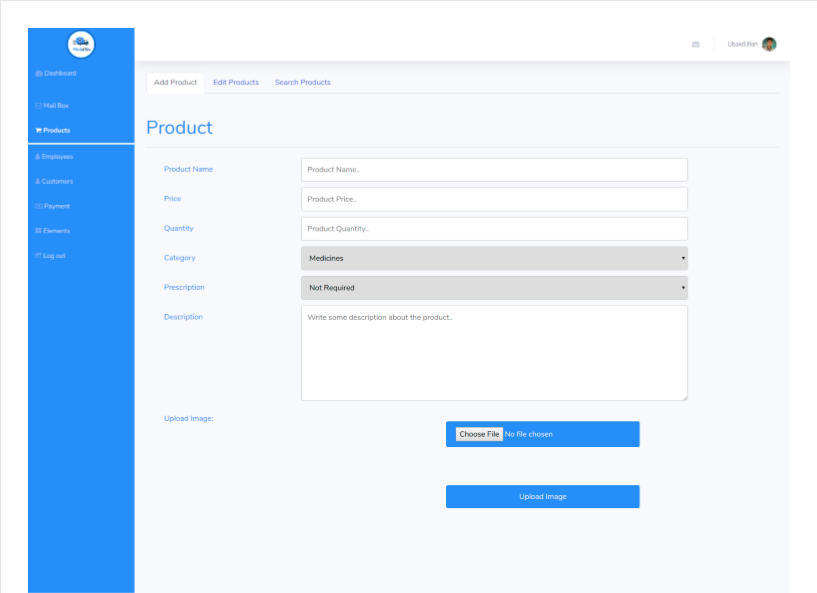 UbaidUllah
Dashboard
Mail Box
Products
Employees
Customers
Payment
Elements
Log out
Add Product Edit Products Search Products
Product
Product Name Product Name..
Price Product Price..
Quantity Product Quantity..
Category Medicines
Prescription Not Required
Description Write some description about the product..
Upload Image: Choose File No file chosen
Upload Image